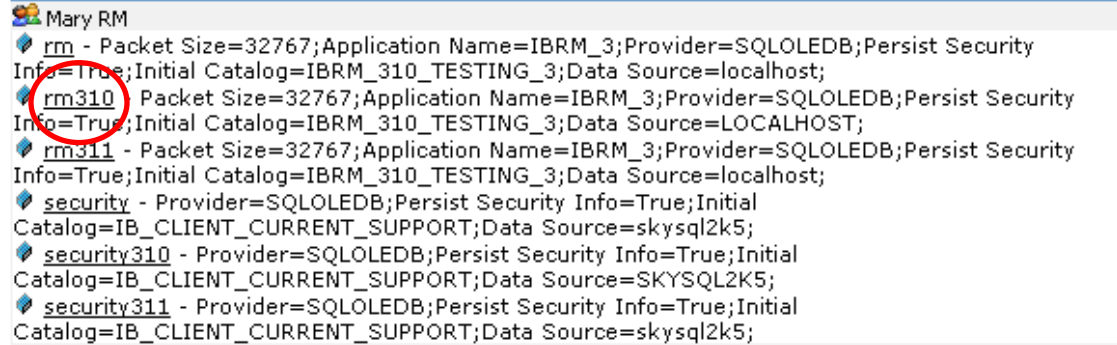 Mary RM
rm - Packet Size=32767;Application Name=IBRM_3;Provider=SQLOLEDB;Persist Security
Info=True;Initial Catalog=IBRM_310_TESTING_3;Data Source=localhost;
rm310 - Packet Size=32767;Application Name=IBRM_3;Provider=SQLOLEDB;Persist Security
Info=True;Initial Catalog=IBRM_310_TESTING_3;Data Source=LOCALHOST;
rm311 - Packet Size=32767;Application Name=IBRM_3;Provider=SQLOLEDB;Persist Security
Info=True;Initial Catalog=IBRM_310_TESTING_3;Data Source=localhost;
security - Provider=SQLOLEDB;Persist Security Info=True;Initial
Catalog=IB_CLIENT_CURRENT_SUPPORT;Data Source=skysql2k5;
security310 - Provider=SQLOLEDB;Persist Security Info=True;Initial
Catalog=IB_CLIENT_CURRENT_SUPPORT;Data Source=SKYSQL2K5;
security311 - Provider=SQLOLEDB;Persist Security Info=True;Initial
Catalog=IB_CLIENT_CURRENT_SUPPORT;Data Source=skysql2k5;